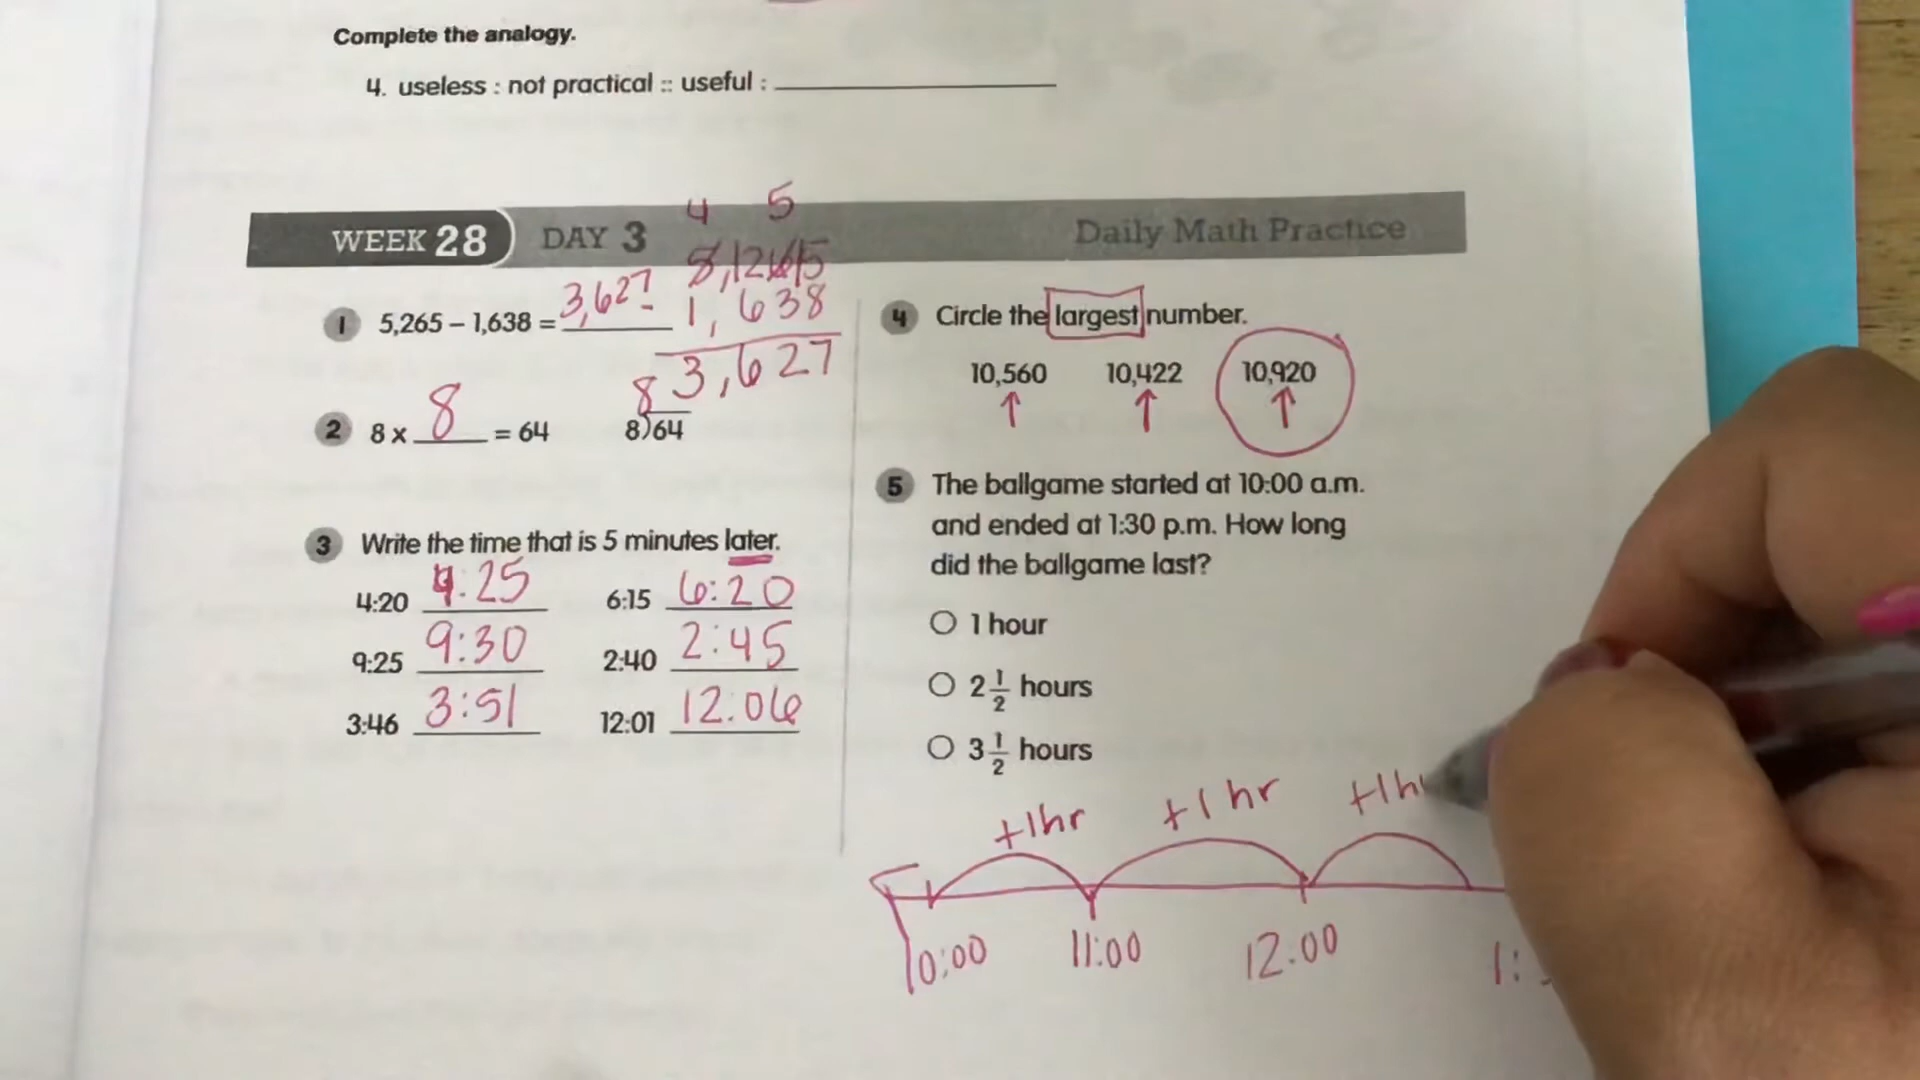 Complete the analogy.
4. useless : not practical :: useful :
WEEK 28 DAY 3 Daily Math Practice
4 5
1 5,265 – 1,638 = 3,627
1,638
3,627
2 8 x 8 = 64
8
8)64
3 Write the time that is 5 minutes later.
4:20 4:25 6:15 6:20
9:25 9:30 2:40 2:45
3:46 3:51 12:01 12:06
4 Circle the largest number.
10,560 10,422 10,920
5 The ballgame started at 10:00 a.m.
and ended at 1:30 p.m. How long
did the ballgame last?
1 hour
2 1/2 hours
3 1/2 hours
+1hr +1 hr +1h
10:00 11:00 12:00 1: